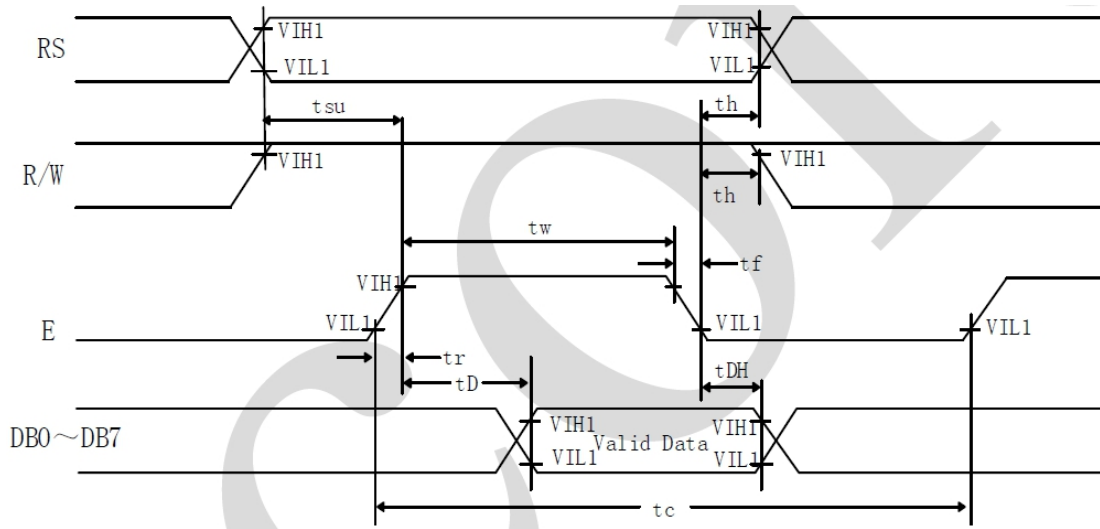 RS
VIH1
VIL1
VIH1
VIL1
tsu
th
R/W
VIH1
VIH1
th
tw
tf
E
VIH1
VIL1
VIL1
VIL1
tr
tD
tDH
DB0～DB7
VIH1
Valid Data
VIH1
VIL1
VIL1
tc